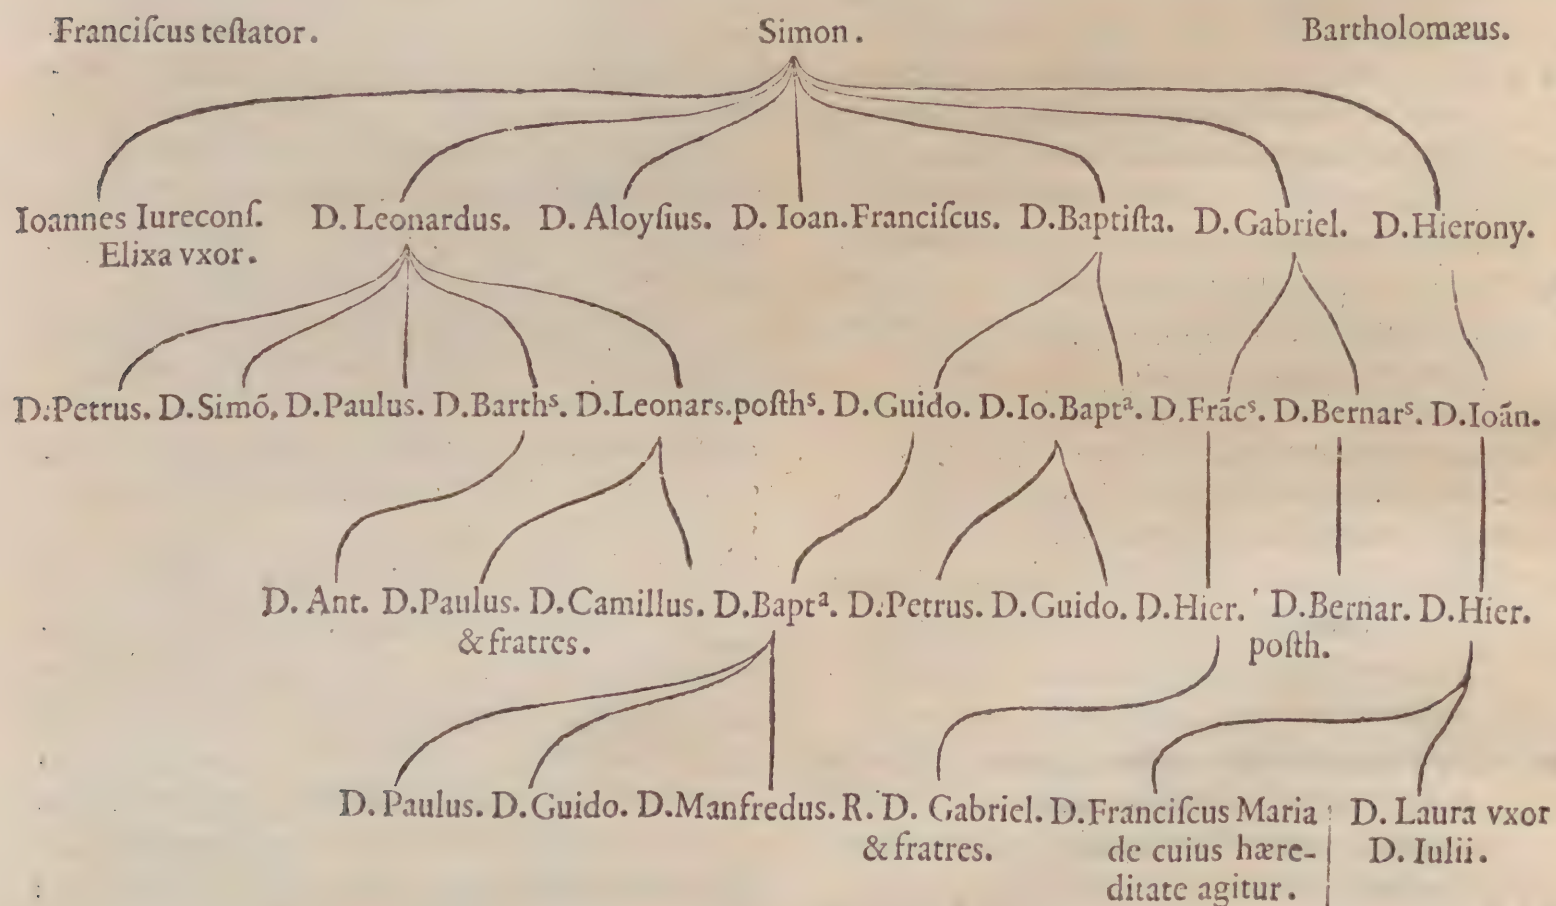 Franciſcus teſtator. Simon. Bartholomæus.
Ioannes Iureconſ. D. Leonardus. D. Aloyſius. D. Ioan. Franciſcus. D. Baptiſta. D. Gabriel. D. Hierony.
Elixa vxor.
D. Petrus. D. Simõ, D. Paulus. D. Barthˢ. D. Leonars. poſthˢ. D. Guido. D. Io. Baptᵃ. D. Frãcˢ. D. Bernarˢ. D. Ioãn.
D. Ant. D. Paulus. D. Camillus. D. Baptᵃ. D. Petrus. D. Guido. D. Hier. D. Bernar. D. Hier.
& fratres. poſth.
D. Paulus. D. Guido. D. Manfredus. R. D. Gabriel. D. Franciſcus Maria D. Laura vxor
& fratres. de cuius hære- D. Iulii.
ditate agitur.